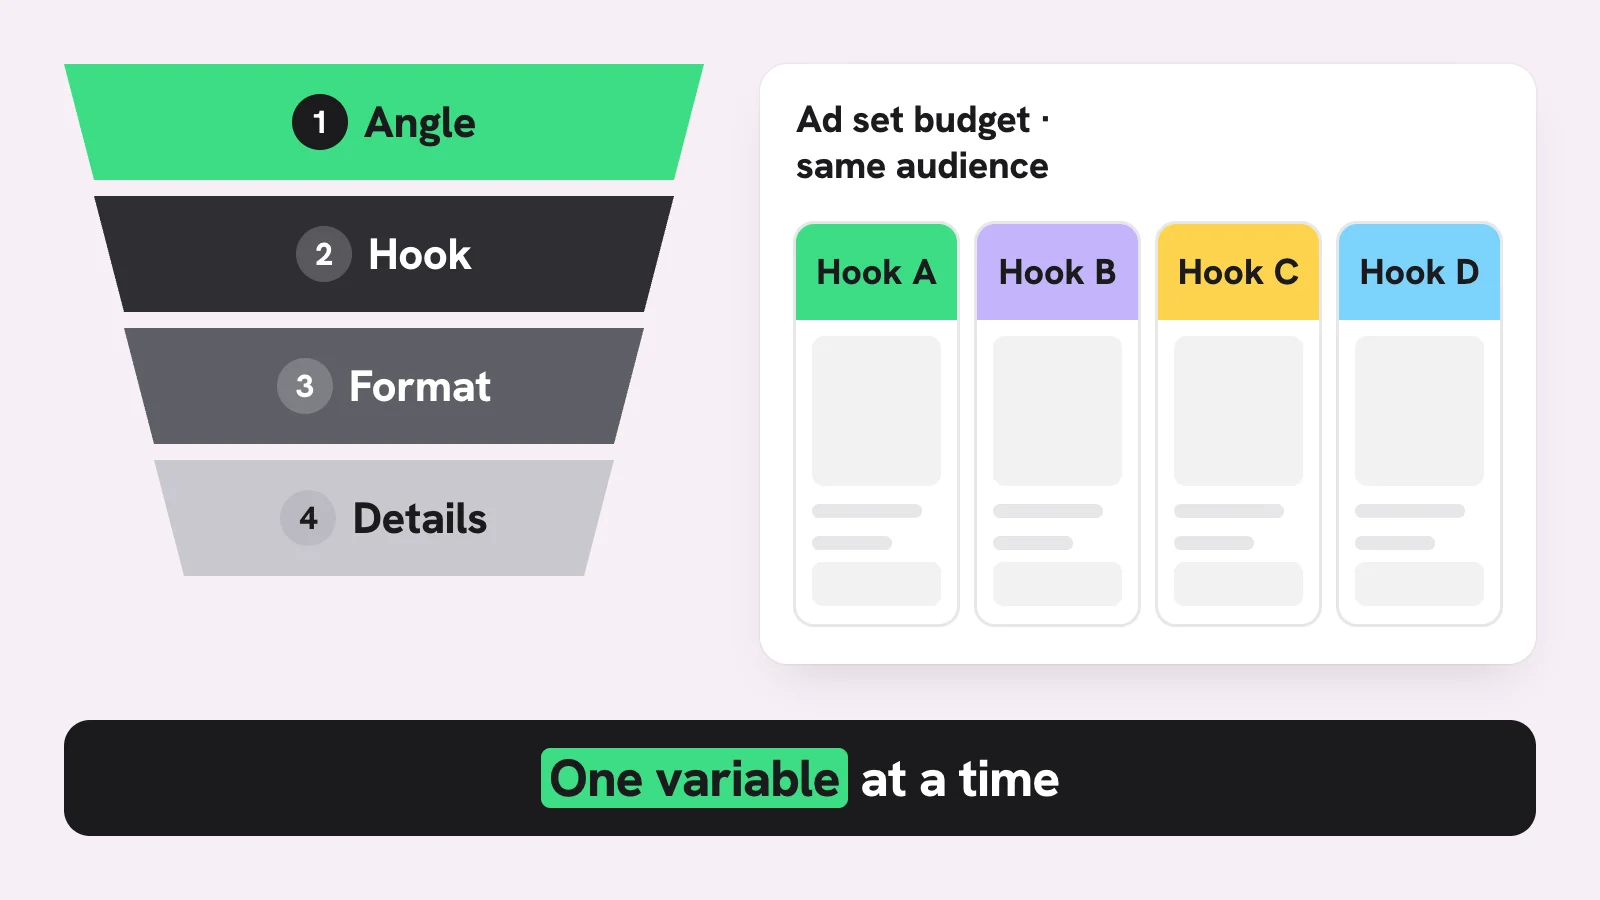 1 Angle
2 Hook
3 Format
4 Details
Ad set budget ·
same audience
Hook A
Hook B
Hook C
Hook D
One variable at a time